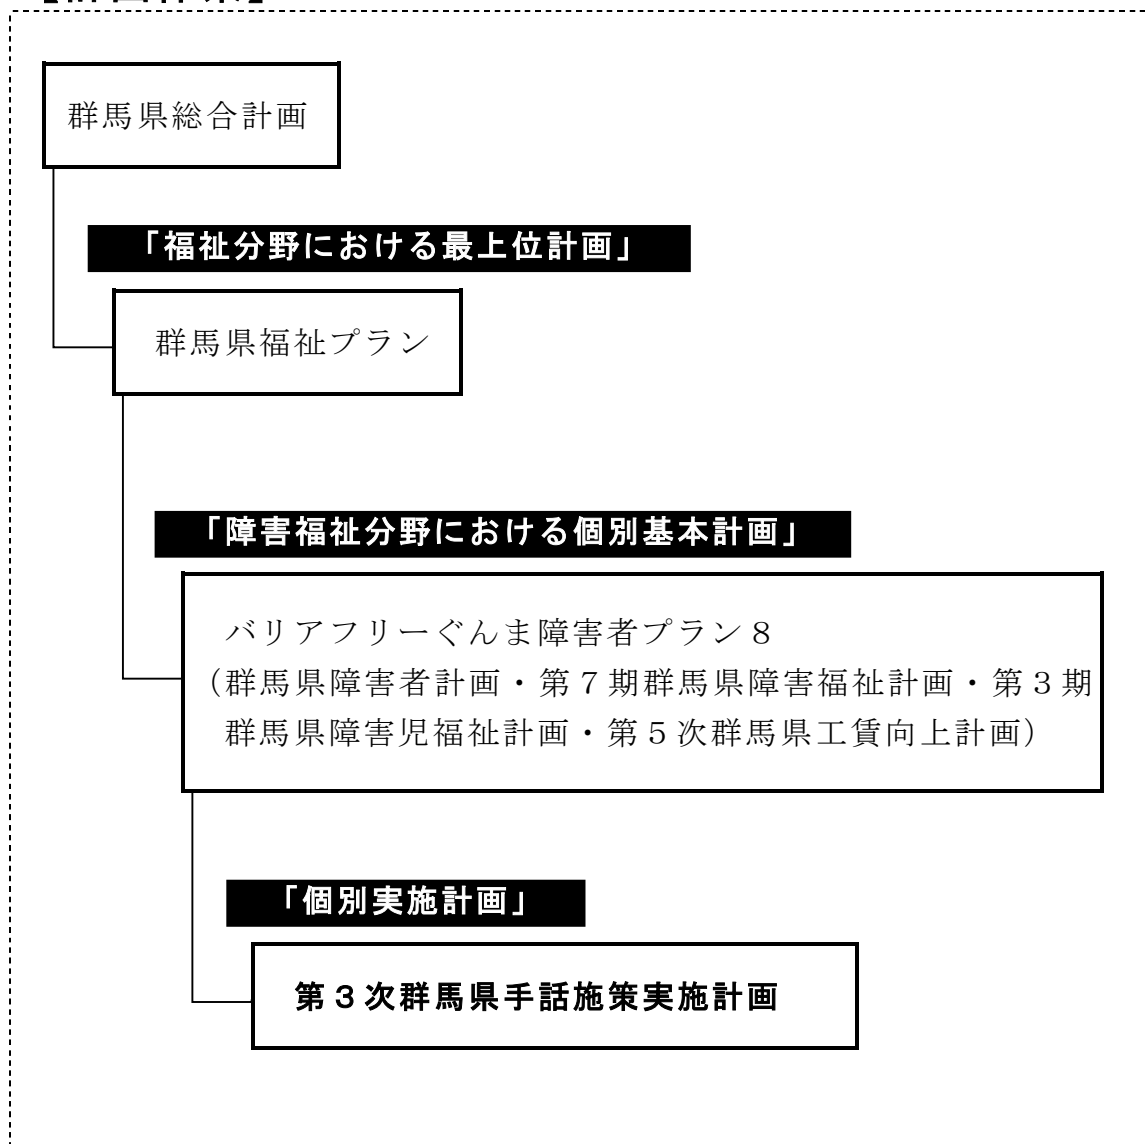 群馬県総合計画
「福祉分野における最上位計画」
群馬県福祉プラン
「障害福祉分野における個別基本計画」
バリアフリーぐんま障害者プラン８
（群馬県障害者計画・第７期群馬県障害福祉計画・第３期
群馬県障害児福祉計画・第５次群馬県工賃向上計画）
「個別実施計画」
第３次群馬県手話施策実施計画